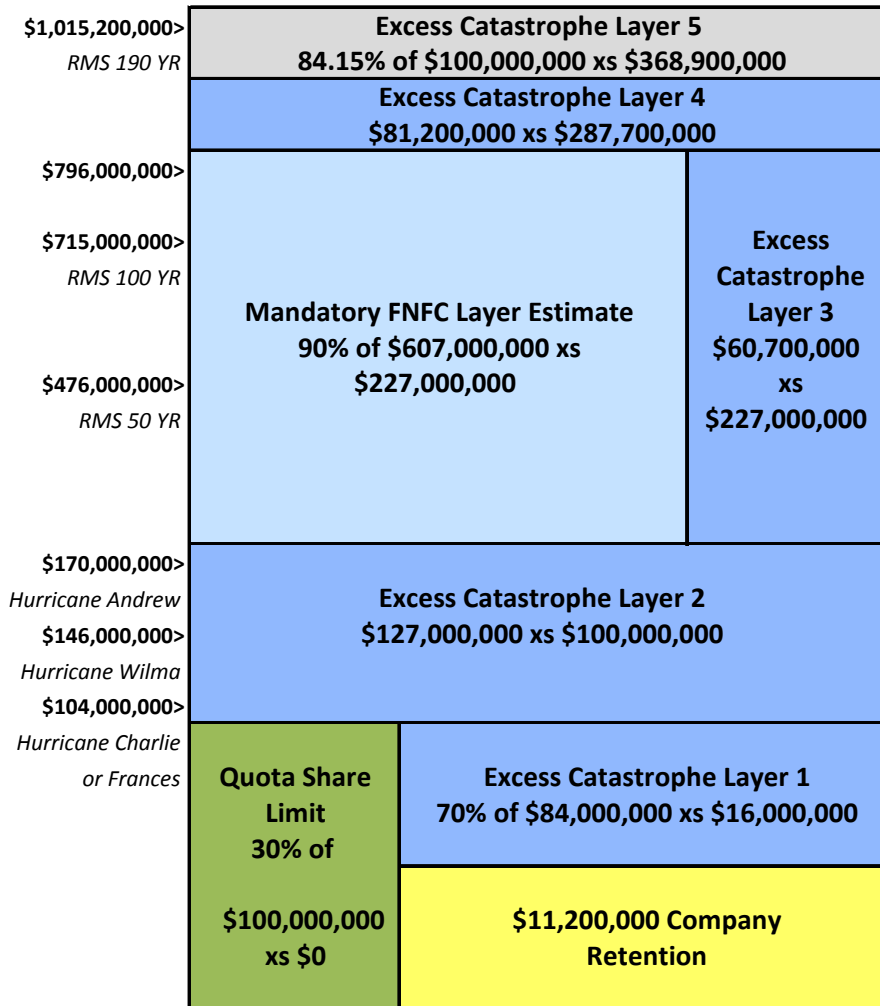 $1,015,200,000>
RMS 190 YR
Excess Catastrophe Layer 5
84.15% of $100,000,000 xs $368,900,000
Excess Catastrophe Layer 4
$81,200,000 xs $287,700,000
$796,000,000>
$715,000,000>
RMS 100 YR
$476,000,000>
RMS 50 YR
Mandatory FNFC Layer Estimate
90% of $607,000,000 xs
$227,000,000
Excess
Catastrophe
Layer 3
$60,700,000
xs
$227,000,000
$170,000,000>
Hurricane Andrew
$146,000,000>
Hurricane Wilma
$104,000,000>
Hurricane Charlie
or Frances
Excess Catastrophe Layer 2
$127,000,000 xs $100,000,000
Quota Share
Limit
30% of
$100,000,000
xs $0
Excess Catastrophe Layer 1
70% of $84,000,000 xs $16,000,000
$11,200,000 Company
Retention